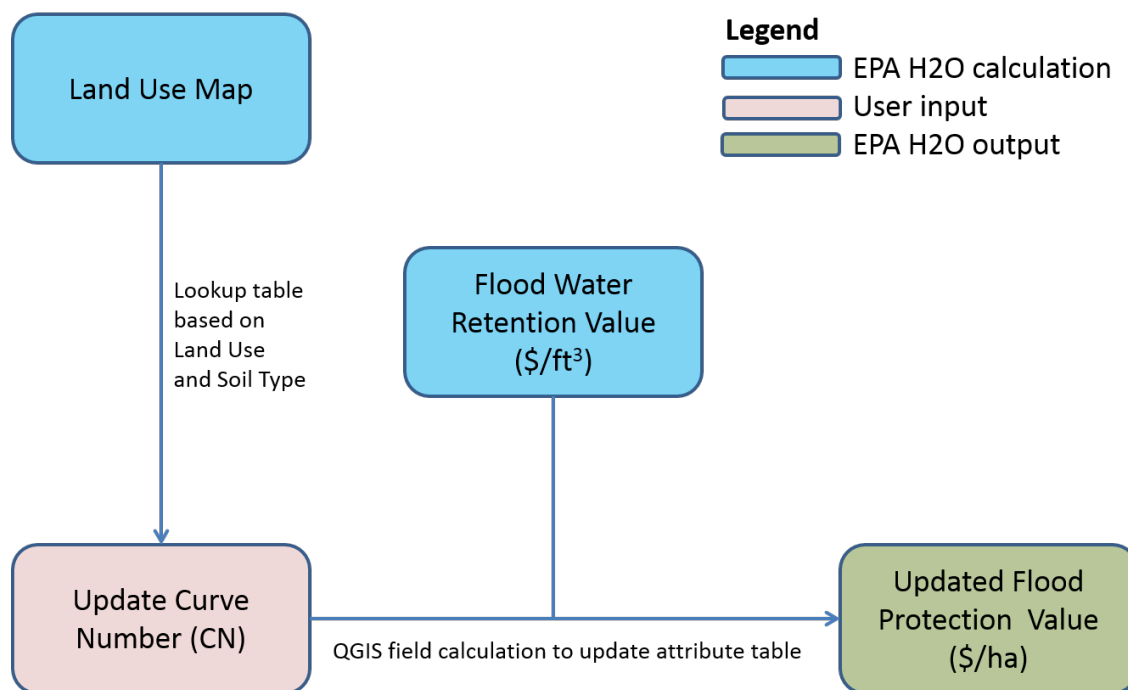 Land Use Map
Legend
EPA H2O calculation
User input
EPA H2O output
Lookup table
based on
Land Use
and Soil Type
Flood Water
Retention Value
($/ft³)
Update Curve
Number (CN)
QGIS field calculation to update attribute table
Updated Flood
Protection Value
($/ha)